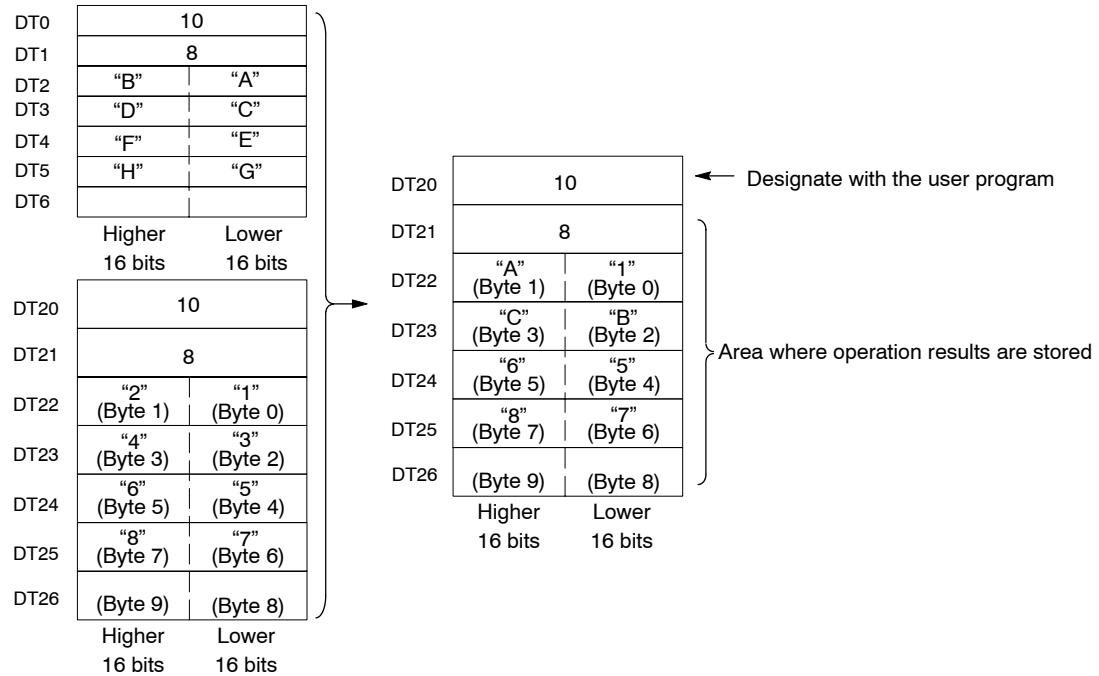 DT0 10
DT1 8
DT2 “B” “A”
DT3 “D” “C”
DT4 “F” “E”
DT5 “H” “G”
DT6
Higher Lower
16 bits 16 bits
DT20 10
DT21 8
DT22 “2” “1”
(Byte 1) (Byte 0)
DT23 “4” “3”
(Byte 3) (Byte 2)
DT24 “6” “5”
(Byte 5) (Byte 4)
DT25 “8” “7”
(Byte 7) (Byte 6)
DT26 (Byte 9) (Byte 8)
Higher Lower
16 bits 16 bits
DT20 10 Designate with the user program
DT21 8
DT22 “A” “1”
(Byte 1) (Byte 0)
DT23 “C” “B”
(Byte 3) (Byte 2)
Area where operation results are stored
DT24 “6” “5”
(Byte 5) (Byte 4)
DT25 “8” “7”
(Byte 7) (Byte 6)
DT26 (Byte 9) (Byte 8)
Higher Lower
16 bits 16 bits